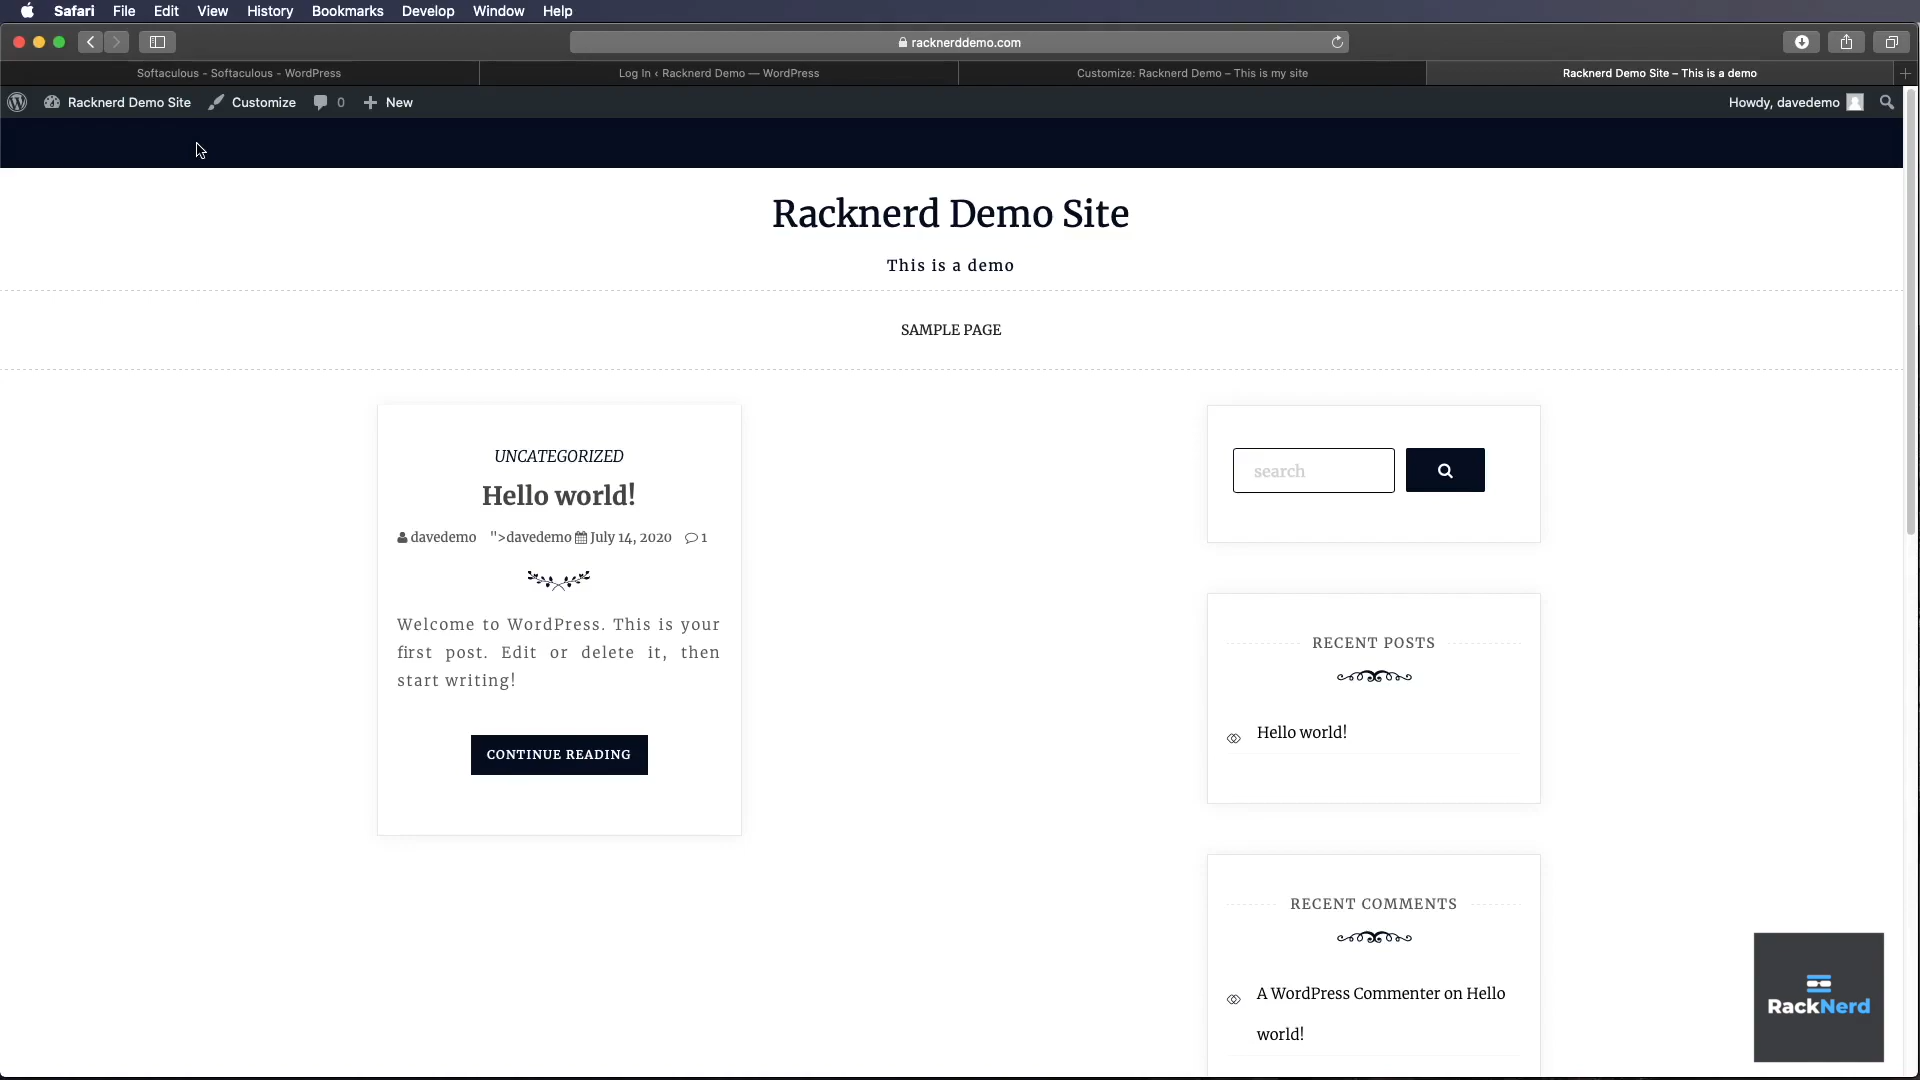 Safari File Edit View History Bookmarks Develop Window Help
racknerddemo.com
Softaculous - Softaculous - WordPress
Log In ‹ Racknerd Demo — WordPress
Customize: Racknerd Demo – This is my site
Racknerd Demo Site – This is a demo
Racknerd Demo Site Customize 0 New
Howdy, davedemo
Racknerd Demo Site
This is a demo
SAMPLE PAGE
UNCATEGORIZED
Hello world!
davedemo ">davedemo July 14, 2020 1
Welcome to WordPress. This is your
first post. Edit or delete it, then
start writing!
CONTINUE READING
search
RECENT POSTS
Hello world!
RECENT COMMENTS
A WordPress Commenter on Hello
world!
RackNerd